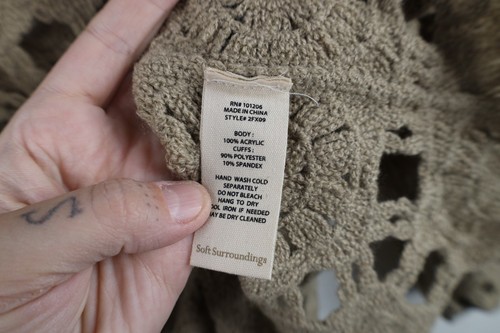 RN# 101206
MADE IN CHINA
STYLE# 2FX09
BODY :
100% ACRYLIC
CUFFS :
90% POLYESTER
10% SPANDEX
HAND WASH COLD
SEPARATELY
DO NOT BLEACH
HANG TO DRY
OOL IRON IF NEEDED
MAY BE DRY CLEANED
Soft Surroundings